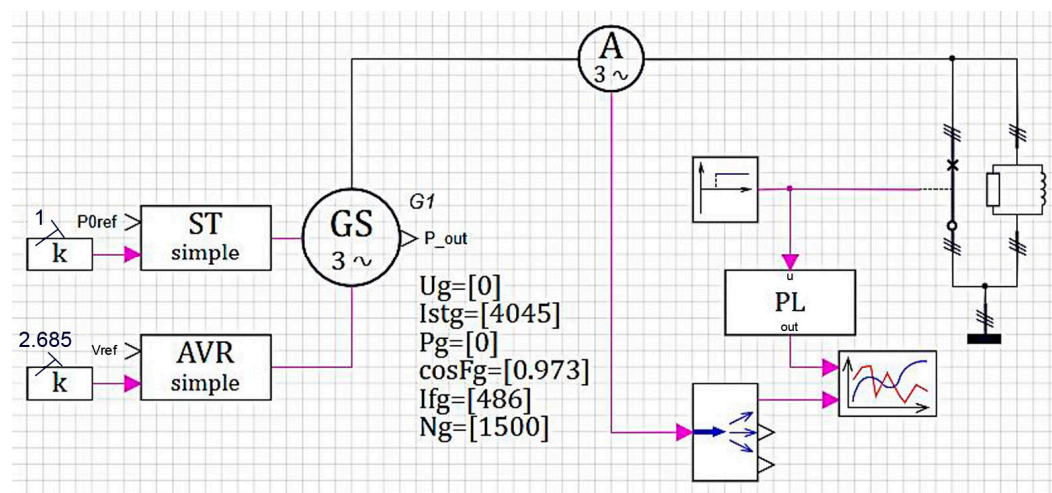 A
3 ∿
1
P0ref
ST
simple
k
GS
3 ∿
G1
P_out
2.685
Vref
AVR
simple
k
Ug=[0]
Istg=[4045]
Pg=[0]
cosFg=[0.973]
Ifg=[486]
Ng=[1500]
u
PL
out